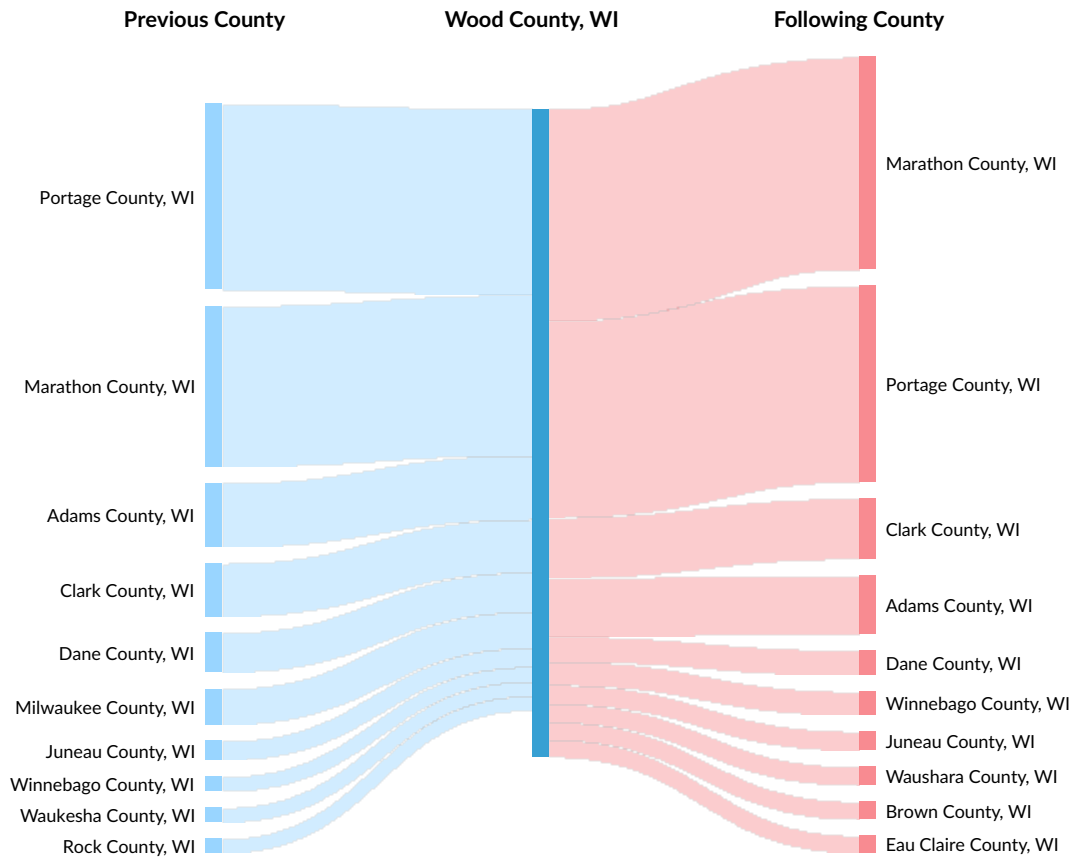 Previous County
Wood County, WI
Following County
Portage County, WI
Marathon County, WI
Adams County, WI
Clark County, WI
Dane County, WI
Milwaukee County, WI
Juneau County, WI
Winnebago County, WI
Waukesha County, WI
Rock County, WI
Marathon County, WI
Portage County, WI
Clark County, WI
Adams County, WI
Dane County, WI
Winnebago County, WI
Juneau County, WI
Waushara County, WI
Brown County, WI
Eau Claire County, WI